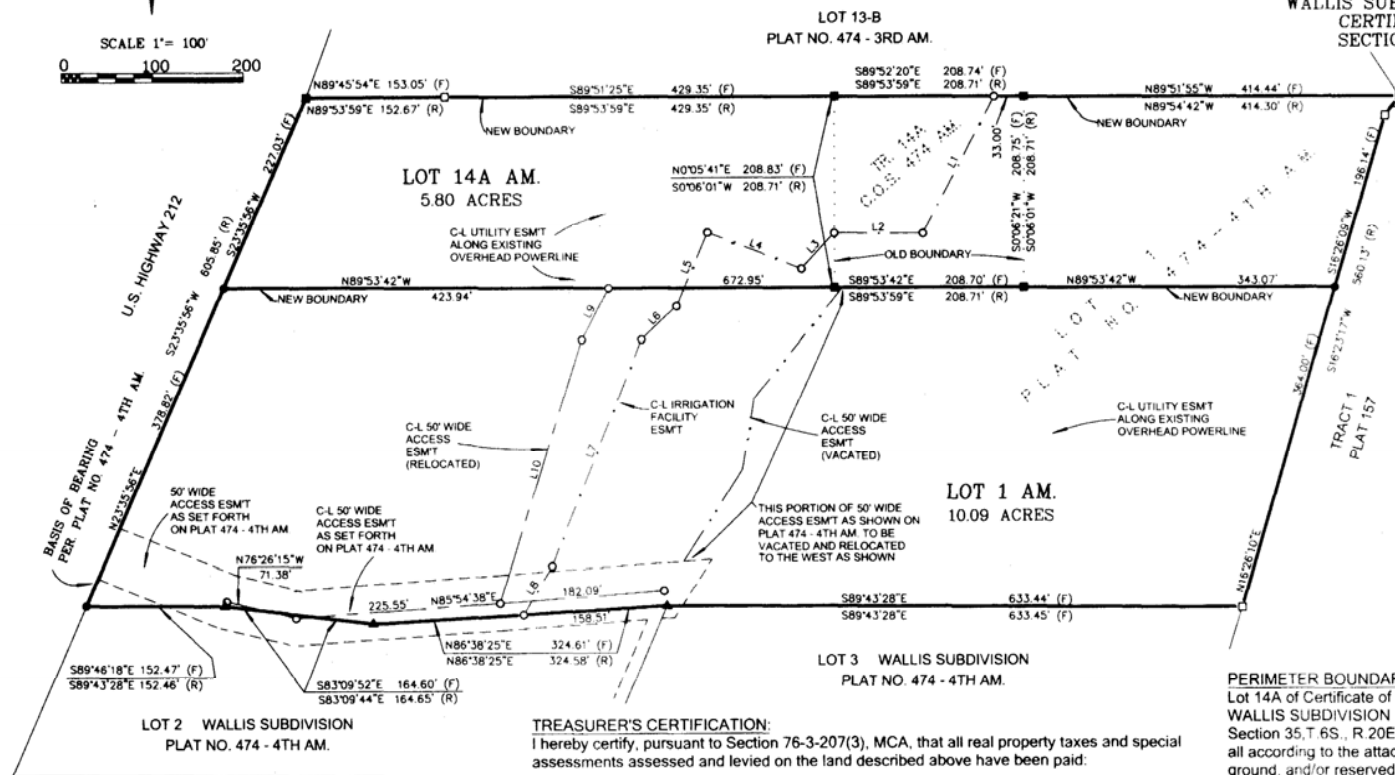 WALLIS SUB
CERTIFI
SECTIO
SCALE 1"= 100'
0 100 200
LOT 13-B
PLAT NO. 474 - 3RD AM.
N89°45'54"E 153.05' (F)
N89°53'59"E 152.67' (R)
S89°51'25"E 429.35' (F)
S89°53'59"E 429.35' (R)
S89°52'20"E 208.74' (F)
S89°53'59"E 208.71' (R)
N89°51'55"W 414.44' (F)
N89°54'42"W 414.30' (R)
NEW BOUNDARY
NEW BOUNDARY
227.03' (F)
S23°35'56"W
605.85' (R)
S23°35'56"W
U.S. HIGHWAY 212
LOT 14A AM.
5.80 ACRES
N0°05'41"E 208.83' (F)
S0°06'01"W 208.71' (R)
TR. 14A
C.O.S. 474 AM.
L1
33.00'
S0°06'21"W 208.75' (F)
S0°06'01"W 208.71' (R)
196.14' (F)
S16°26'09"W
560.13' (R)
S16°23'17"W
C-L UTILITY ESM'T
ALONG EXISTING
OVERHEAD POWERLINE
L2
L3
L4
L5
L6
OLD BOUNDARY
LOT 1
PLAT NO. 474-4TH AM.
N89°53'42"W
423.94'
672.95'
S89°53'42"E 208.70' (F)
S89°53'59"E 208.71' (R)
N89°53'42"W 343.07'
NEW BOUNDARY
NEW BOUNDARY
L9
378.82' (F)
N23°35'56"E
BASIS OF BEARING
PER. PLAT NO. 474 - 4TH AM.
364.00' (F)
TRACT 1
PLAT 157
C-L 50' WIDE
ACCESS
ESM'T
(RELOCATED)
L10
L7
C-L IRRIGATION
FACILITY
ESM'T
C-L 50' WIDE
ACCESS
ESM'T
(VACATED)
C-L UTILITY ESM'T
ALONG EXISTING
OVERHEAD POWERLINE
50' WIDE
ACCESS ESM'T
AS SET FORTH
ON PLAT 474 - 4TH AM
C-L 50' WIDE
ACCESS ESM'T
AS SET FORTH
ON PLAT 474 - 4TH AM
THIS PORTION OF 50' WIDE
ACCESS ESM'T AS SHOWN ON
PLAT 474 - 4TH AM. TO BE
VACATED AND RELOCATED
TO THE WEST AS SHOWN
LOT 1 AM.
10.09 ACRES
N16°26'10"E
N76°26'15"W
71.38'
225.55'
N85°54'38"E
L8
182.09'
158.51'
S89°43'28"E 633.44' (F)
S89°43'28"E 633.45' (R)
N86°38'25"E 324.61' (F)
N86°38'25"E 324.58' (R)
S89°46'18"E 152.47' (F)
S89°43'28"E 152.46' (R)
S83°09'52"E 164.60' (F)
S83°09'44"E 164.65' (R)
LOT 3 WALLIS SUBDIVISION
PLAT NO. 474 - 4TH AM.
LOT 2 WALLIS SUBDIVISION
PLAT NO. 474 - 4TH AM.
TREASURER'S CERTIFICATION:
I hereby certify, pursuant to Section 76-3-207(3), MCA, that all real property taxes and special
assessments assessed and levied on the land described above have been paid:
PERIMETER BOUNDAR
Lot 14A of Certificate of
WALLIS SUBDIVISION
Section 35,T.6S., R.20E
all according to the attac
ground, and/or reserved